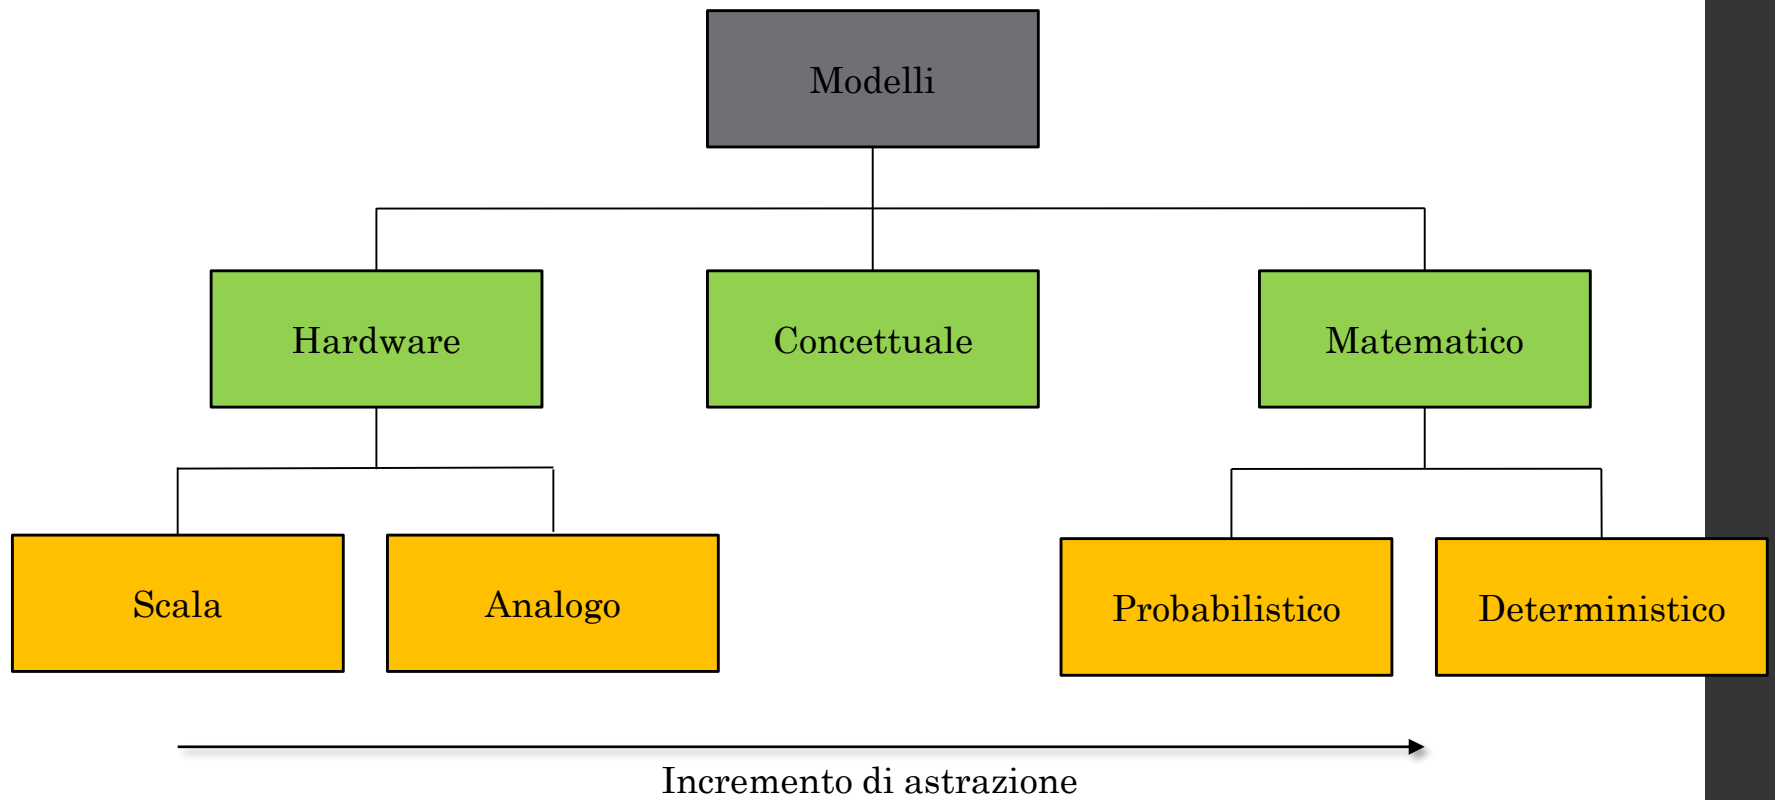 Modelli
Hardware
Concettuale
Matematico
Scala
Analogo
Probabilistico
Deterministico
Incremento di astrazione